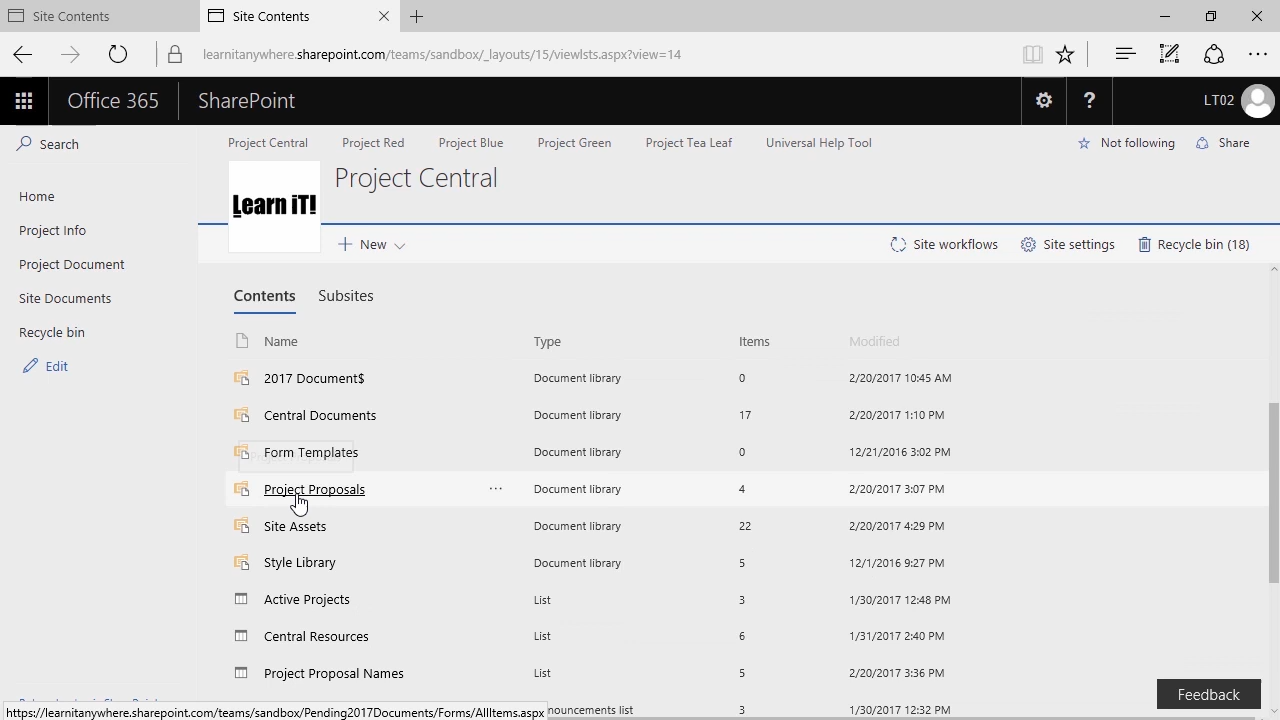 Site Contents
Site Contents
learnitanywhere.sharepoint.com/teams/sandbox/_layouts/15/viewlsts.aspx?view=14
Office 365 SharePoint ? LT02
Search
Project Central Project Red Project Blue Project Green Project Tea Leaf Universal Help Tool Not following Share
Learn iT!
Project Central
Home
Project Info
Project Document
Site Documents
Recycle bin
Edit
New Site workflows Site settings Recycle bin (18)
Contents Subsites
Name Type Items Modified
2017 Document$ Document library 0 2/20/2017 10:45 AM
Central Documents Document library 17 2/20/2017 1:10 PM
Form Templates Document library 0 12/21/2016 3:02 PM
Project Proposals ... Document library 4 2/20/2017 3:07 PM
Site Assets Document library 22 2/20/2017 4:29 PM
Style Library Document library 5 12/1/2016 9:27 PM
Active Projects List 3 1/30/2017 12:48 PM
Central Resources List 6 1/31/2017 2:40 PM
Project Proposal Names List 5 2/20/2017 3:36 PM
Feedback
nouncements list 3 1/30/2017 12:32 PM
https://learnitanywhere.sharepoint.com/teams/sandbox/Pending2017Documents/Forms/AllItems.aspx